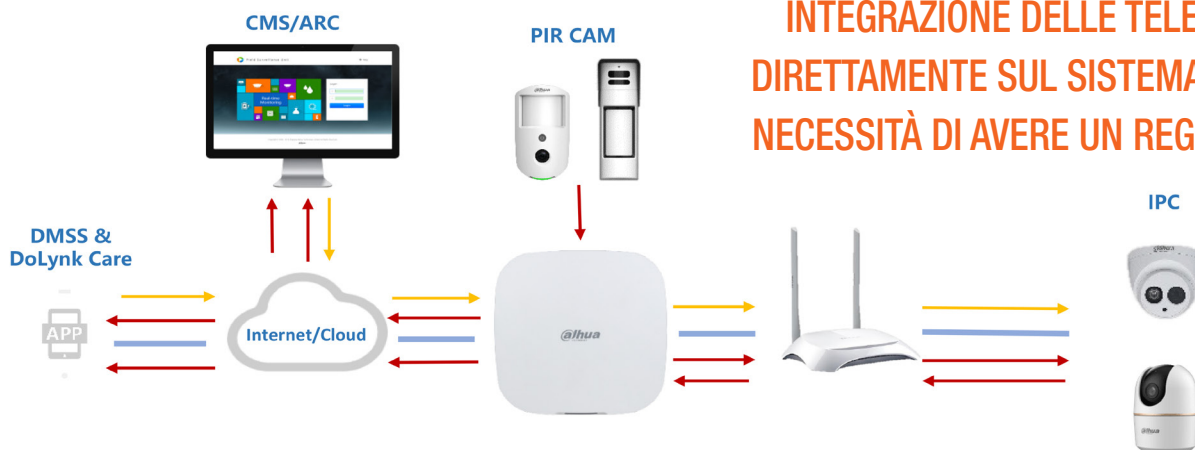 CMS/ARC
PIR CAM
INTEGRAZIONE DELLE TELE
DIRETTAMENTE SUL SISTEMA
NECESSITÀ DI AVERE UN REG
IPC
DMSS &
DoLynk Care
APP
Internet/Cloud
alhua
alhua